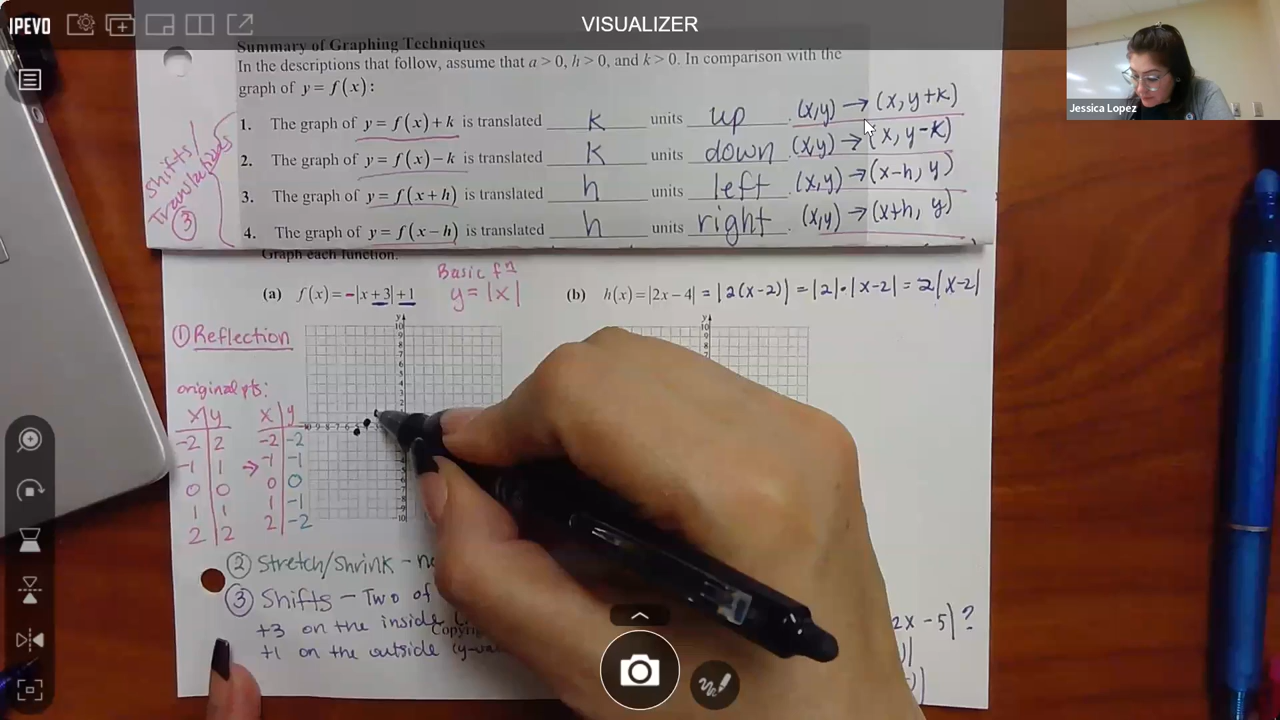 IPEVO
VISUALIZER
Jessica Lopez
Summary of Graphing Techniques
In the descriptions that follow, assume that a > 0, h > 0, and k > 0. In comparison with the
graph of y = f(x):
1. The graph of y = f(x) + k is translated k units up. (x,y) → (x, y+k)
2. The graph of y = f(x) − k is translated k units down. (x,y) → (x, y-k)
3. The graph of y = f(x + h) is translated h units left. (x,y) → (x-h, y)
4. The graph of y = f(x − h) is translated h units right. (x,y) → (x+h, y)
Shifts/
Translations
③
Graph each function.
Basic fn
(a) f(x) = −|x + 3| + 1 y = |x|
(b) h(x) = |2x − 4| = |2(x-2)| = |2|·|x-2| = 2|x-2|
① Reflection
original pts:
x y x y
-2 2 -2 -2
-1 1 → -1 -1
0 0 0 0
1 1 1 -1
2 2 2 -2
② Stretch/Shrink -
③ Shifts - Two of
+3 on the inside
+1 on the outside
2x - 5| ?